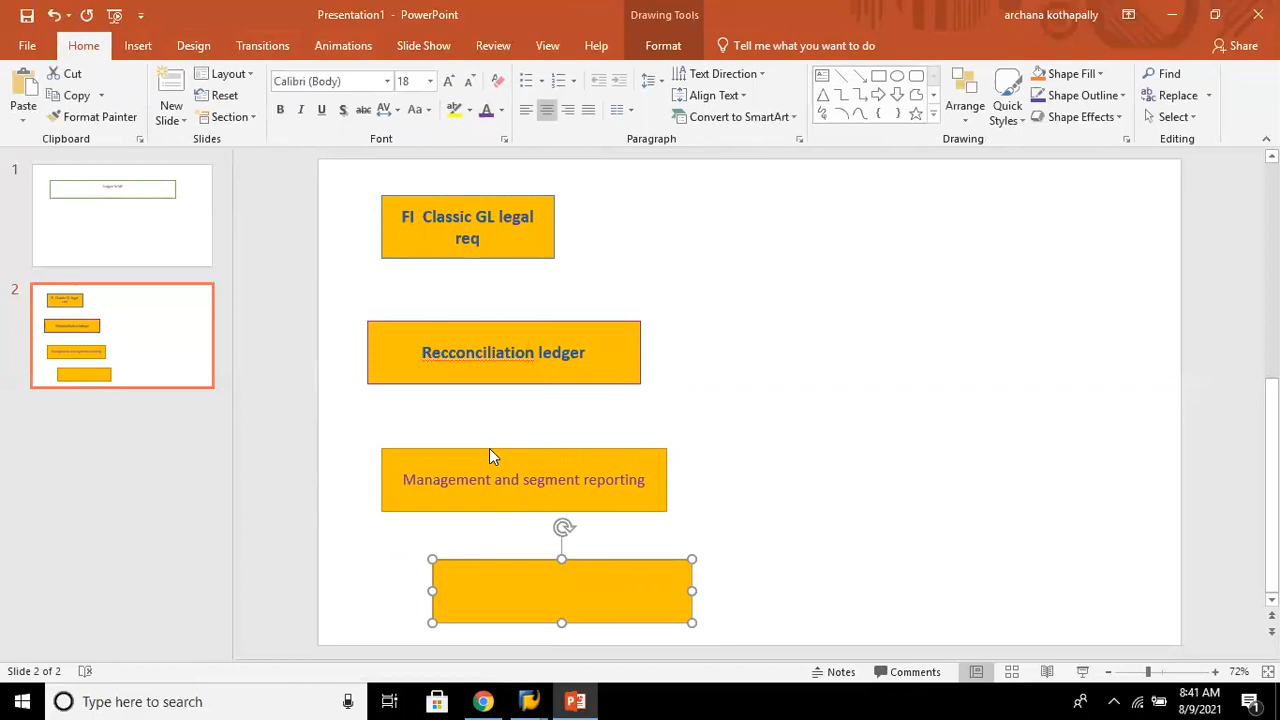 Presentation1 - PowerPoint
Drawing Tools
archana kothapally
File
Home
Insert
Design
Transitions
Animations
Slide Show
Review
View
Help
Format
Tell me what you want to do
Share
Paste
Cut
Copy
Format Painter
Clipboard
New
Slide
Layout
Reset
Section
Slides
Calibri (Body)
18
Font
Text Direction
Align Text
Convert to SmartArt
Paragraph
Arrange
Quick
Styles
Shape Fill
Shape Outline
Shape Effects
Drawing
Find
Replace
Select
Editing
1
2
FI Classic GL legal
req
Recconciliation ledger
Management and segment reporting
Slide 2 of 2
Notes
Comments
72%
Type here to search
8:41 AM
8/9/2021